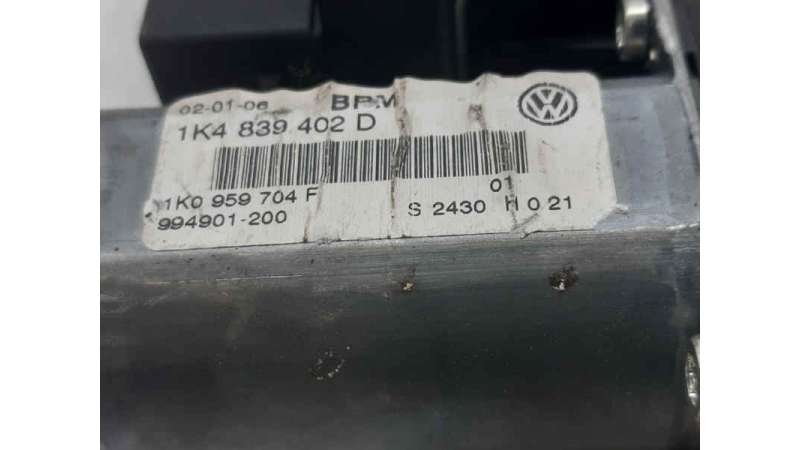 02-01-06 BPM
1K4 839 402 D
1K0 959 704 F 01
994901-200 S 2430 H 0 21